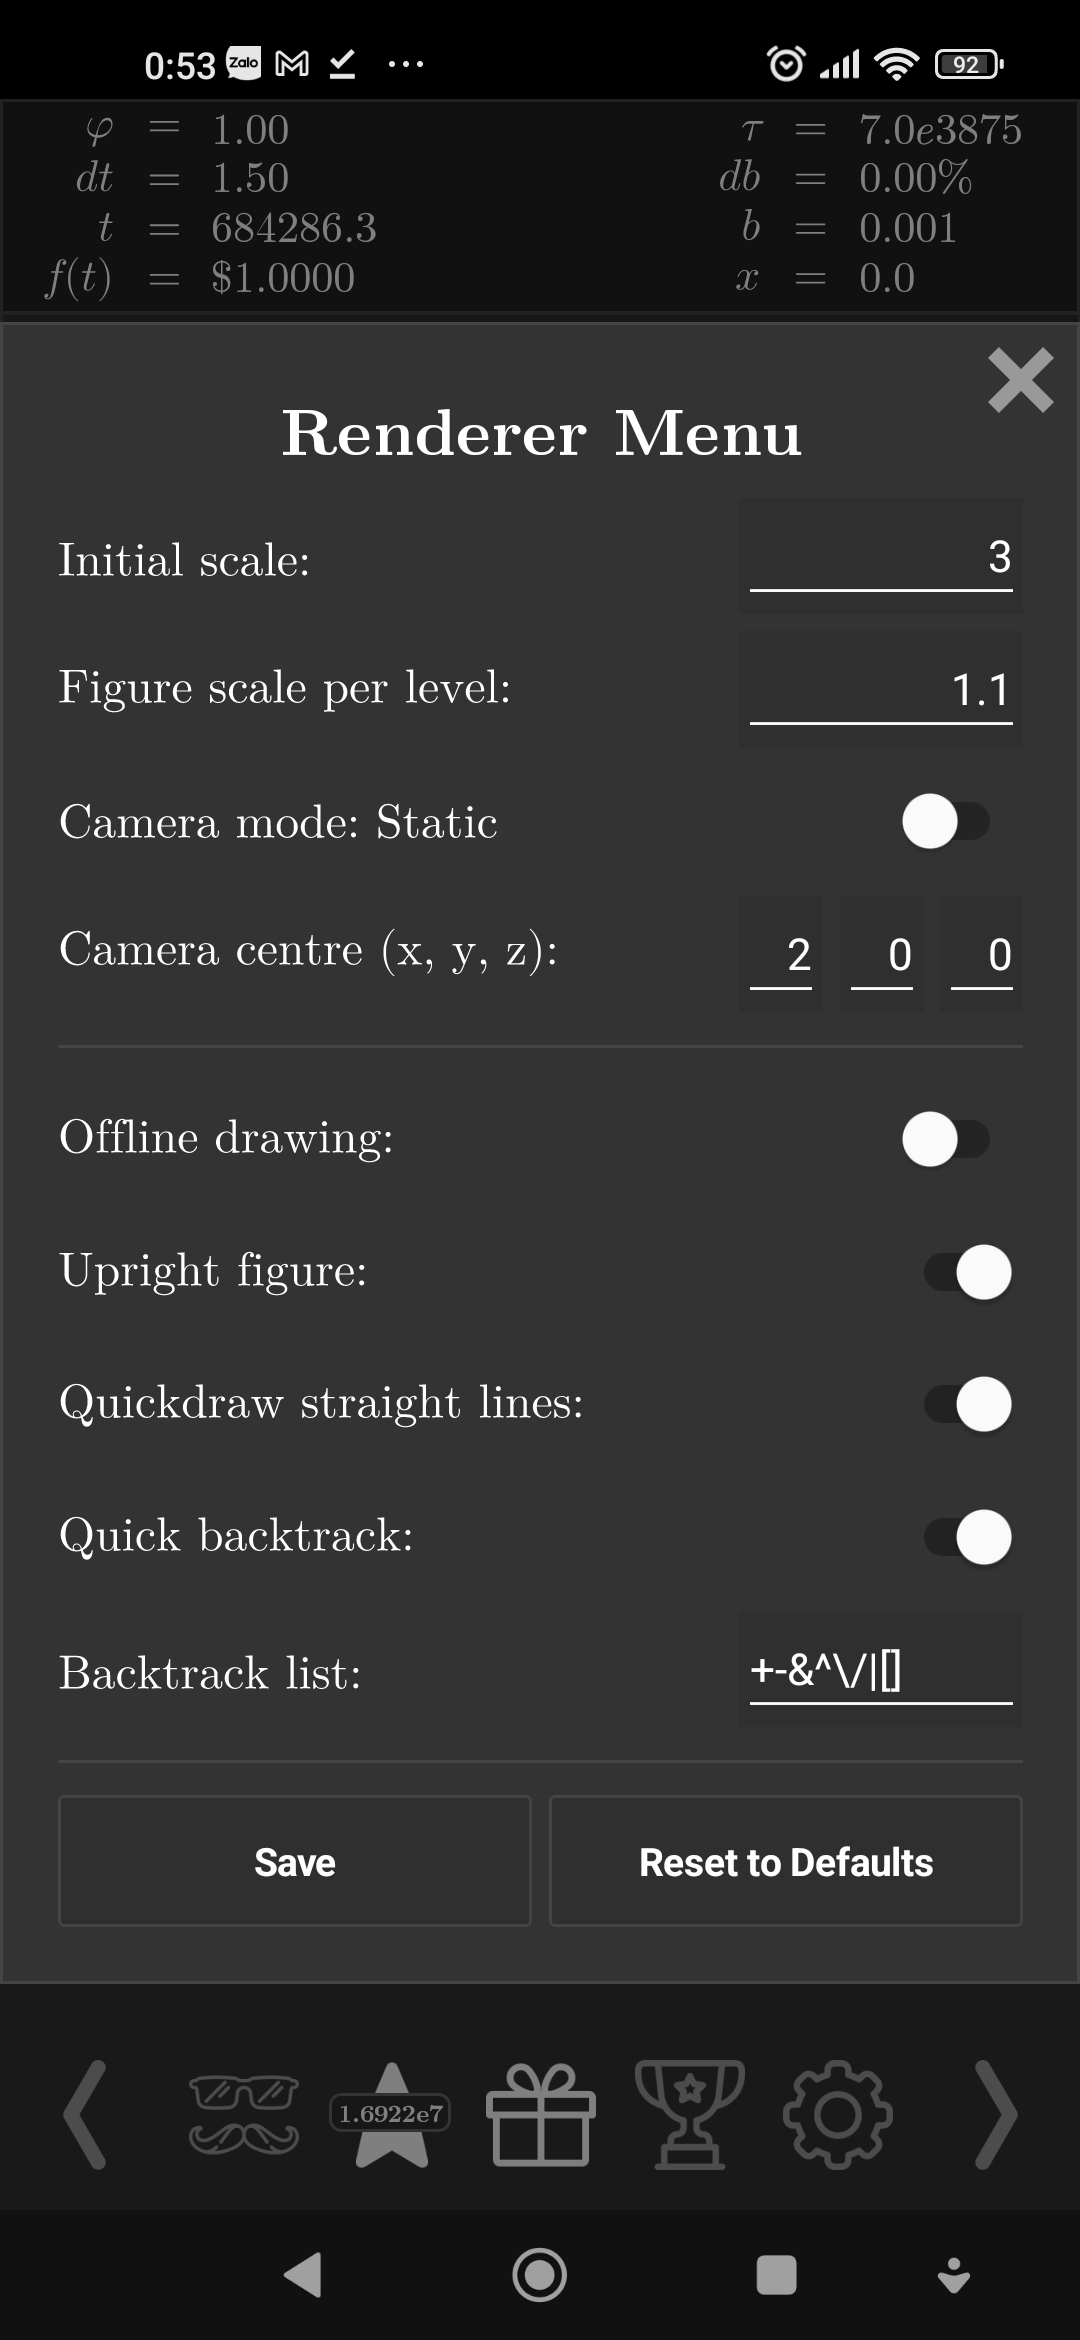 0:53 Zalo 92
φ = 1.00 τ = 7.0e3875
dt = 1.50 db = 0.00%
t = 684286.3 b = 0.001
f(t) = $1.0000 x = 0.0
Renderer Menu
Initial scale: 3
Figure scale per level: 1.1
Camera mode: Static
Camera centre (x, y, z): 2 0 0
Offline drawing:
Upright figure:
Quickdraw straight lines:
Quick backtrack:
Backtrack list: +-&^\/|[]
Save Reset to Defaults
1.6922e7